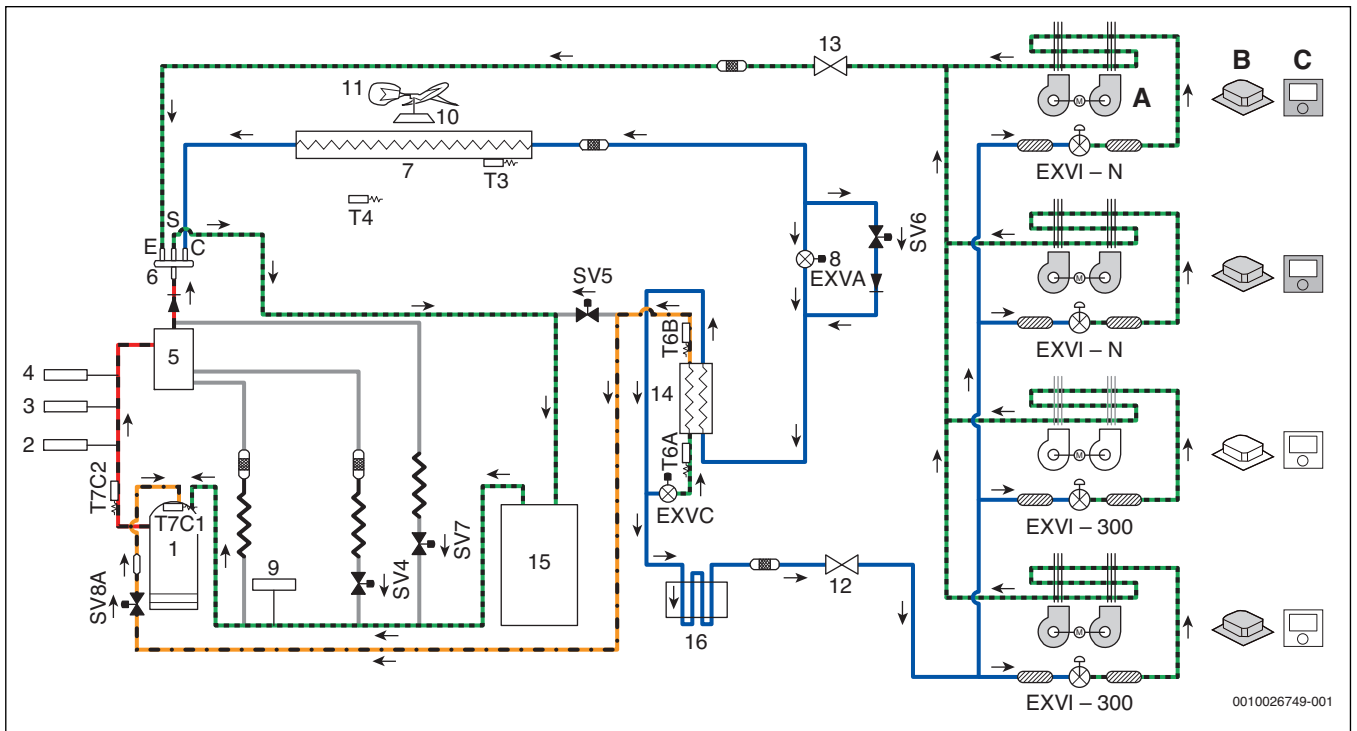 13
B
C
11
10
A
7
T3
EXVI – N
T4
S
E
C
6
SV6
8
EXVA
SV5
T6B
5
EXVI – N
4
14
3
2
T6A
T7C2
EXVC
T7C1
1
SV7
EXVI – 300
9
15
SV4
SV8A
12
16
M
M
M
M
EXVI – 300
0010026749-001